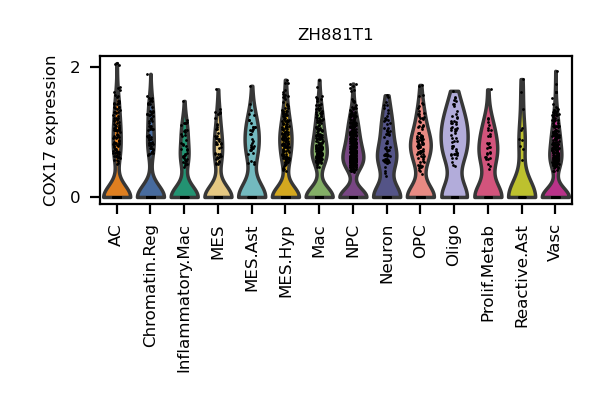 ZH881T1
COX17 expression
2
0
AC
Chromatin.Reg
Inflammatory.Mac
MES
MES.Ast
MES.Hyp
Mac
NPC
Neuron
OPC
Oligo
Prolif.Metab
Reactive.Ast
Vasc